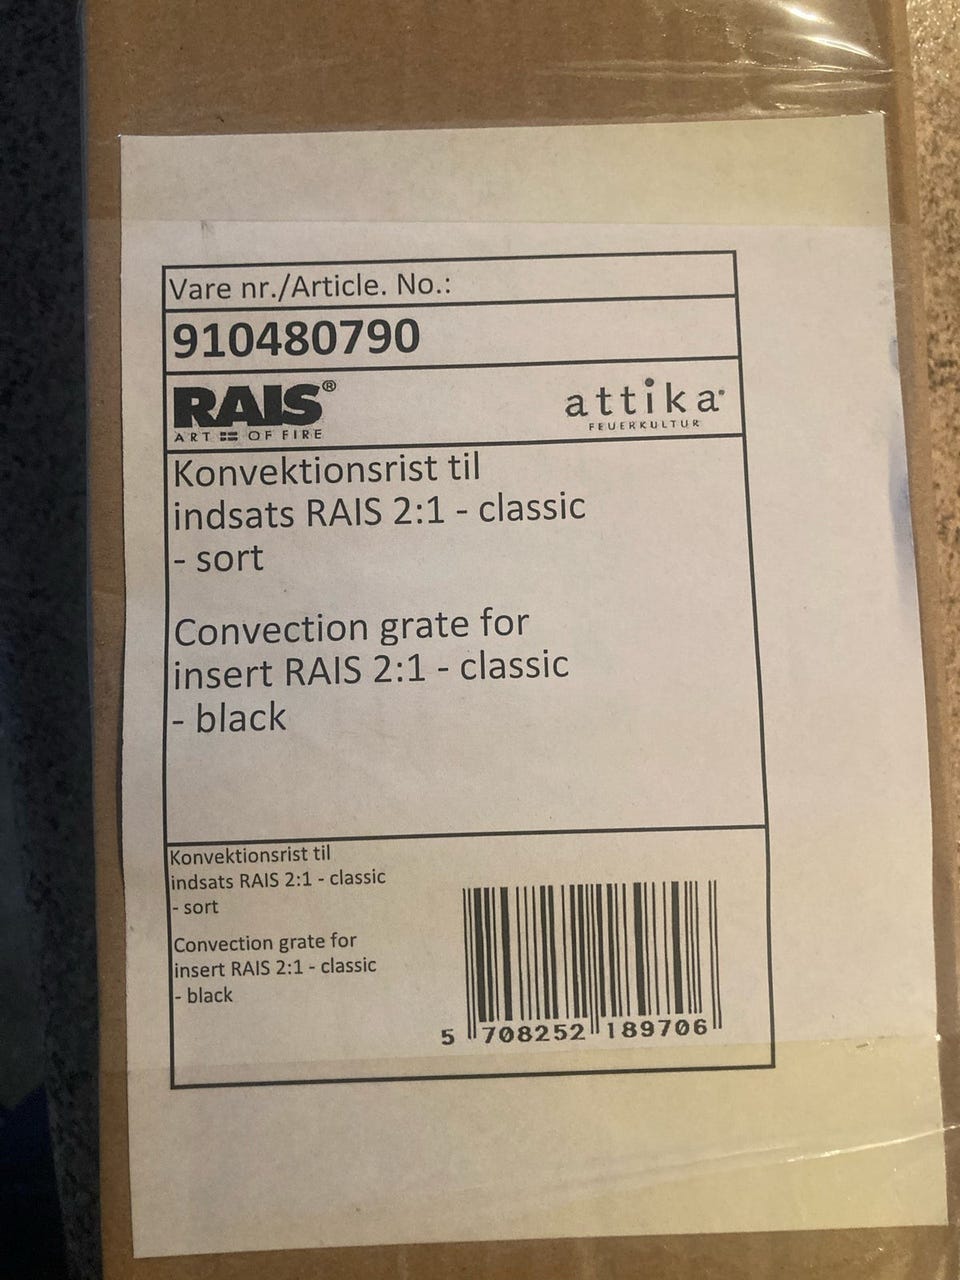 Vare nr./Article. No.:
910480790
RAIS®
ART OF FIRE
attika®
FEUERKULTUR
Konvektionsrist til
indsats RAIS 2:1 - classic
- sort
Convection grate for
insert RAIS 2:1 - classic
- black
Konvektionsrist til
indsats RAIS 2:1 - classic
- sort
Convection grate for
insert RAIS 2:1 - classic
- black
5 708252 189706